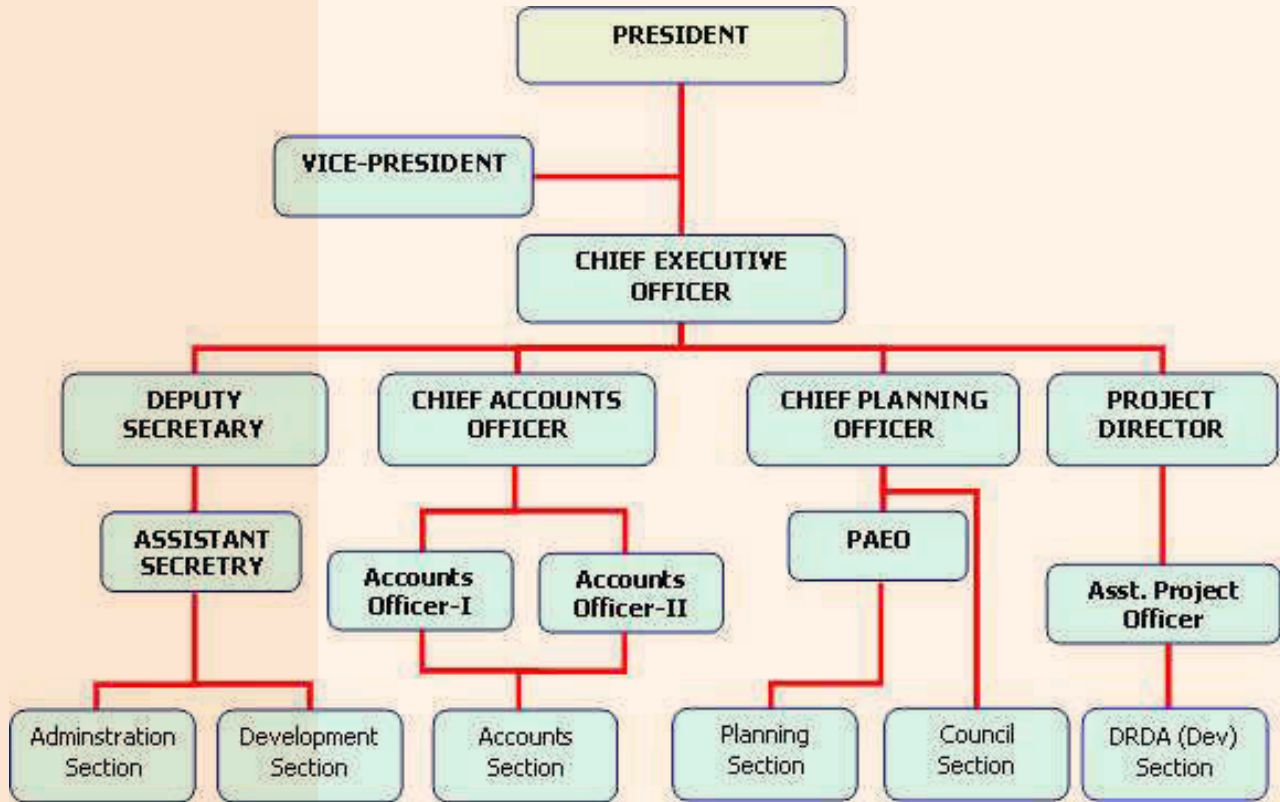 PRESIDENT
VICE-PRESIDENT
CHIEF EXECUTIVE
OFFICER
DEPUTY
SECRETARY
CHIEF ACCOUNTS
OFFICER
CHIEF PLANNING
OFFICER
PROJECT
DIRECTOR
ASSISTANT
SECRETRY
Accounts
Officer-I
Accounts
Officer-II
PAEO
Asst. Project
Officer
Adminstration
Section
Development
Section
Accounts
Section
Planning
Section
Council
Section
DRDA (Dev)
Section